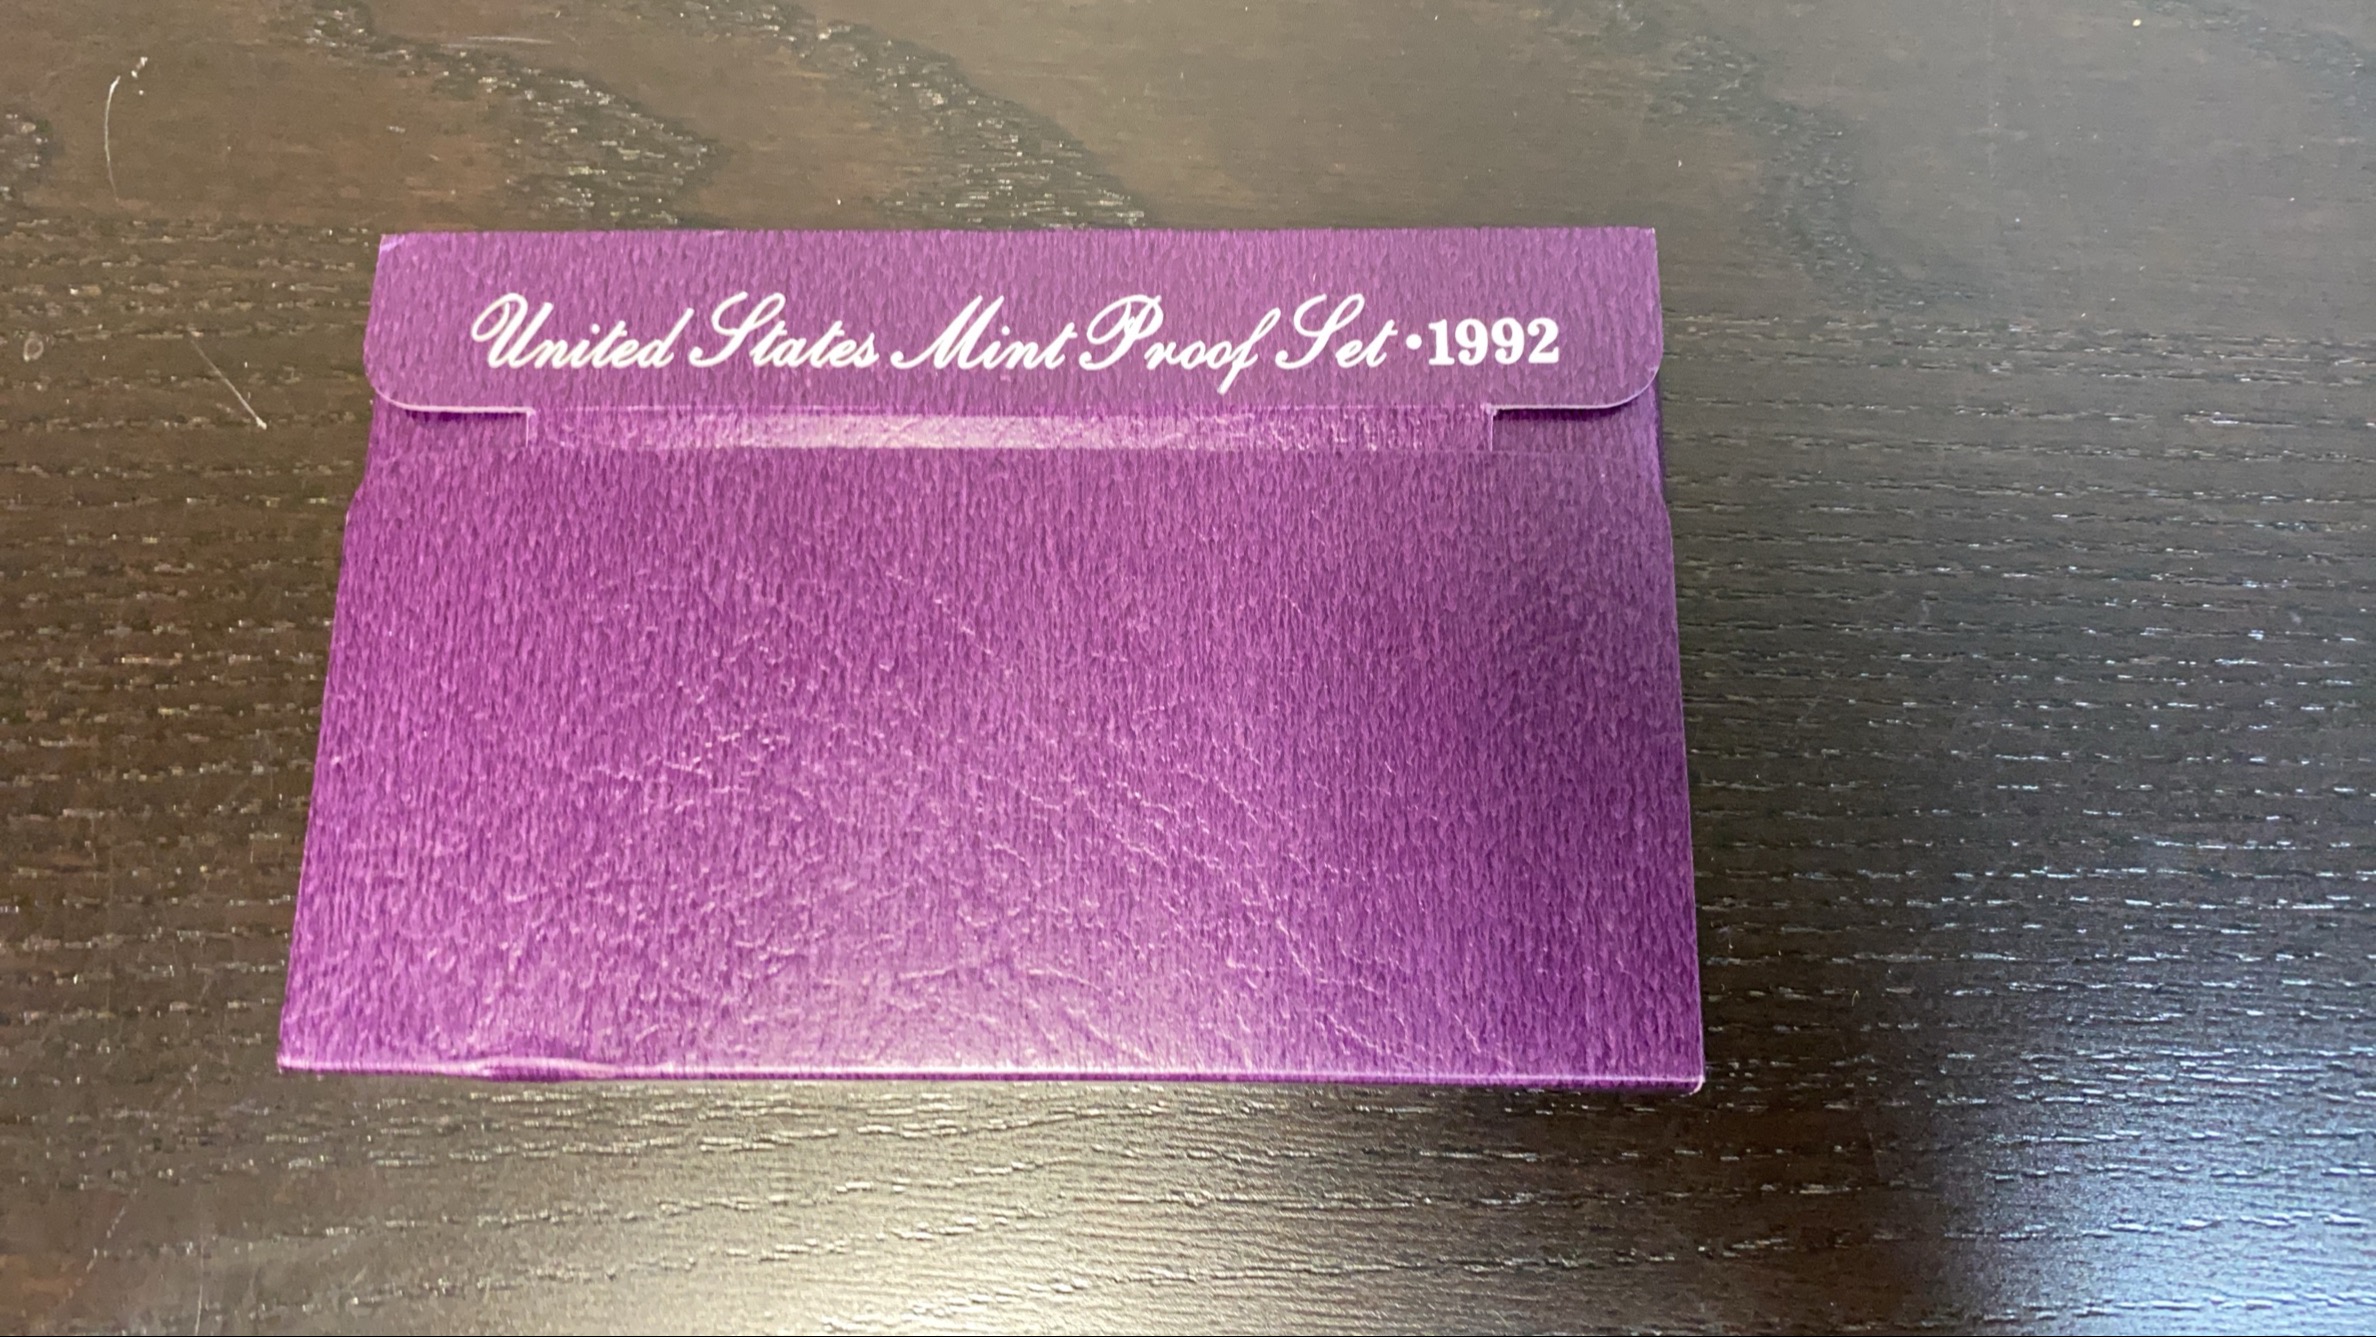 United States Mint Proof Set • 1992